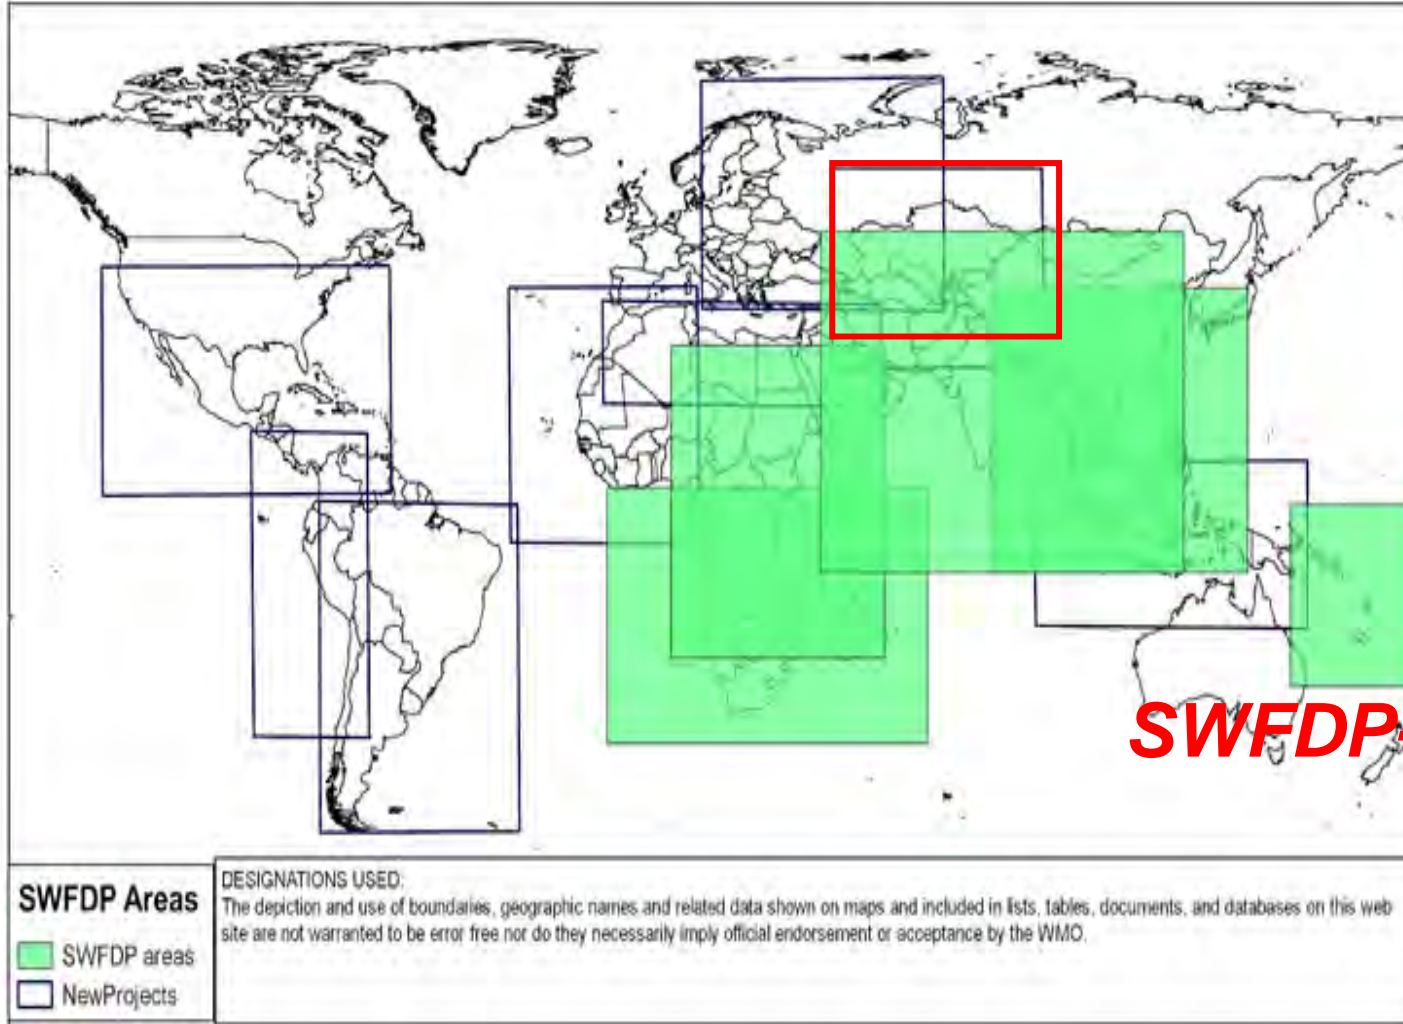 SWFDP-
SWFDP Areas
SWFDP areas
NewProjects
DESIGNATIONS USED:
The depiction and use of boundaries, geographic names and related data shown on maps and included in lists, tables, documents, and databases on this web
site are not warranted to be error free nor do they necessarily imply official endorsement or acceptance by the WMO.